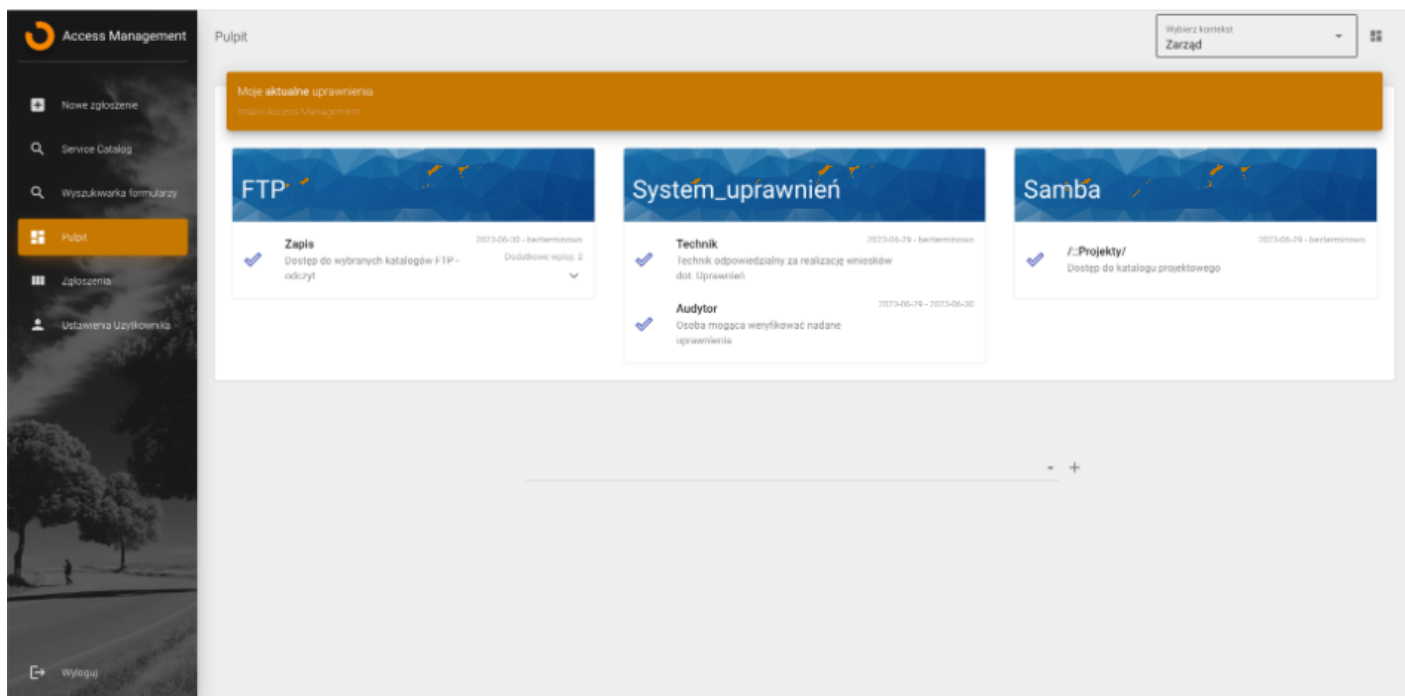 Access Management
Pulpit
Wybierz kontekst
Zarząd
Nowe zgłoszenie
Service Catalog
Wyszukiwarka formularzy
Pulpit
Zgłoszenia
Ustawienia Użytkownika
Wyloguj
Moje aktualne uprawnienia
Intalio Access Management
FTP
Zapis
2023-06-30 - bezterminowo
Dostęp do wybranych katalogów FTP -
odczyt
Dodatkowe wpisy: 2
System_uprawnień
Technik
2023-06-29 - bezterminowo
Technik odpowiedzialny za realizację wniosków
dot. Uprawnień
Audytor
2023-06-29 - 2023-06-30
Osoba mogąca weryfikować nadane
uprawnienia
Samba
/::Projekty/
2023-06-29 - bezterminowo
Dostęp do katalogu projektowego